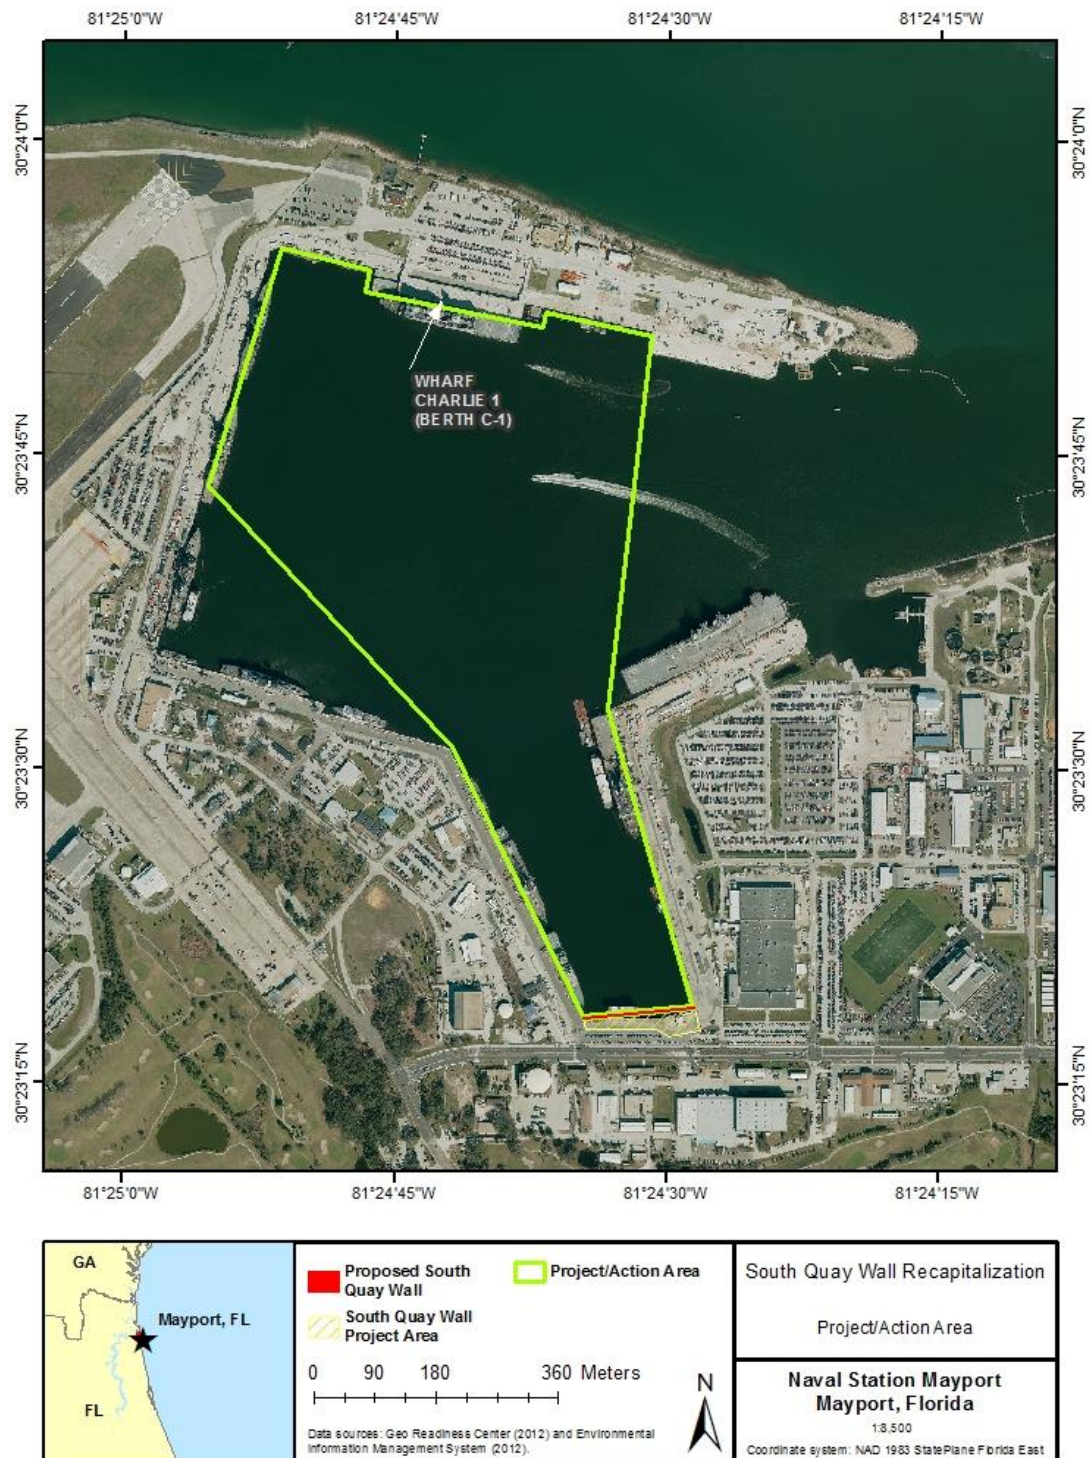 81°25'0"W 81°24'45"W 81°24'30"W 81°24'15"W
30°24'0"N 30°24'0"N
WHARF
CHARLIE 1
(BERTH C-1)
30°23'45"N 30°23'45"N
30°23'30"N 30°23'30"N
30°23'15"N 30°23'15"N
81°25'0"W 81°24'45"W 81°24'30"W 81°24'15"W
GA
Mayport, FL
FL
Proposed South
Quay Wall
Project/Action Area
South Quay Wall
Project Area
0 90 180 360 Meters
Data sources: Geo Readiness Center (2012) and Environmental
Information Management System (2012).
N
South Quay Wall Recapitalization
Project/Action Area
Naval Station Mayport
Mayport, Florida
1:8,500
Coordinate system: NAD 1983 StatePlane Florida East